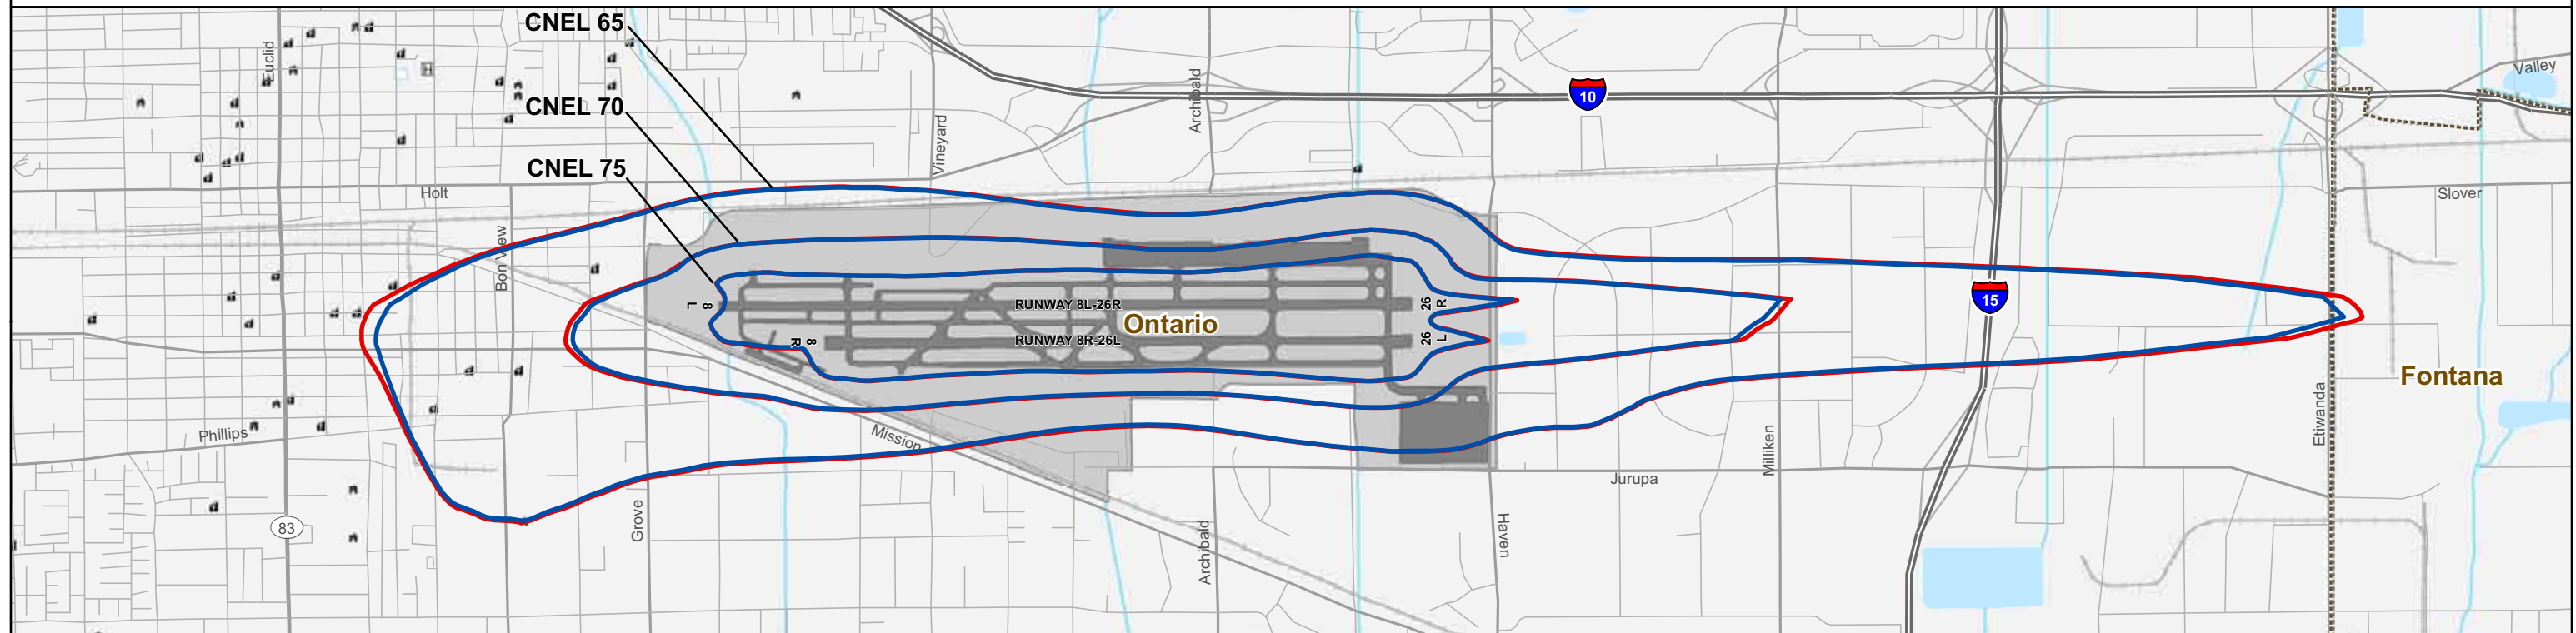 CNEL 65
Euclid
H
Valley
CNEL 70
10
Archibald
Vineyard
CNEL 75
Holt
Slover
Bon View
8
L
RUNWAY 8L-26R
26
R
15
Ontario
8
R
RUNWAY 8R-26L
26
L
Fontana
Etiwanda
Phillips
Mission
Milliken
Jurupa
Grove
83
Archibald
Haven